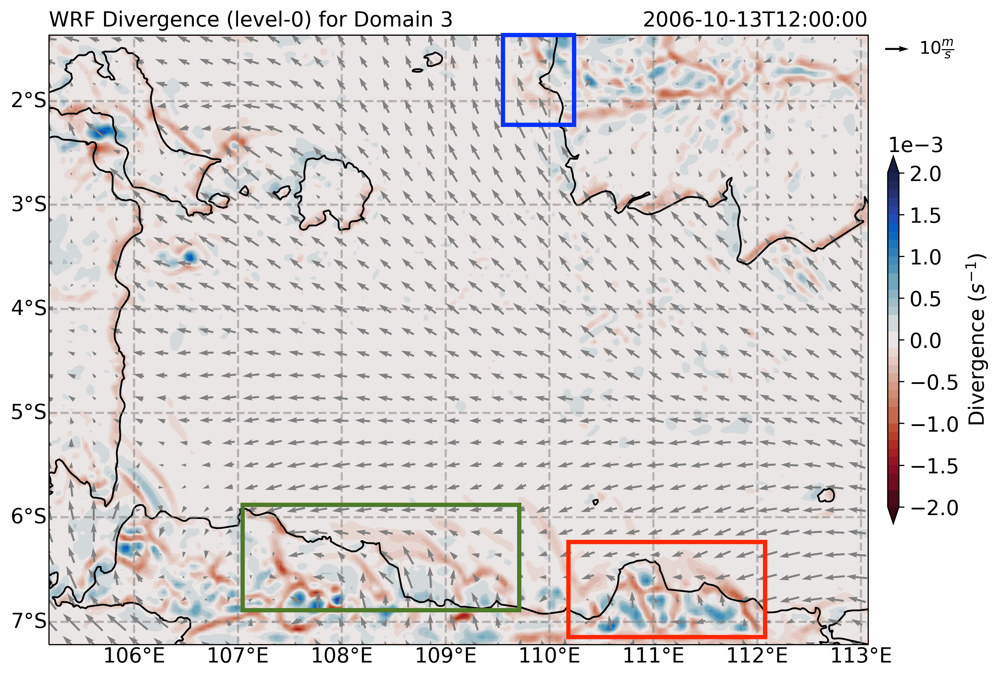 WRF Divergence (level-0) for Domain 3
2006-10-13T12:00:00
10 m/s
2°S
3°S
4°S
5°S
6°S
7°S
106°E
107°E
108°E
109°E
110°E
111°E
112°E
113°E
1e−3
2.0
1.5
1.0
0.5
0.0
−0.5
−1.0
−1.5
−2.0
Divergence (s⁻¹)